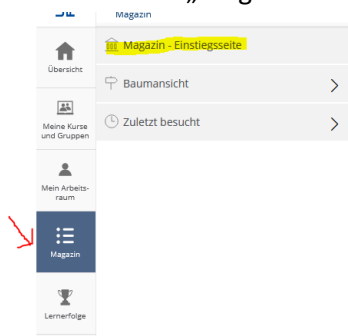 Magazin
Magazin - Einstiegsseite
Übersicht
Baumansicht
Zuletzt besucht
Meine Kurse
und Gruppen
Mein Arbeits-
raum
Magazin
Lernerfolge